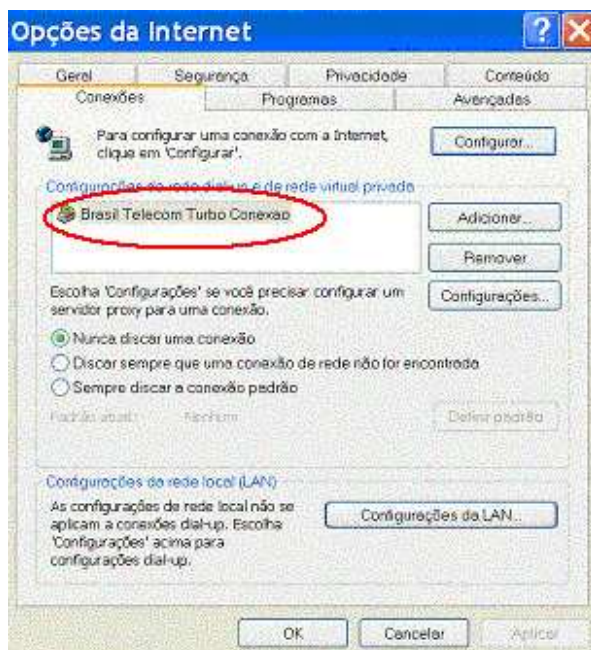 Opções da Internet
Geral Segurança Privacidade Conteúdo
Conexões Programas Avançadas
Para configurar uma conexão com a Internet, clique em 'Configurar'.
Configurar...
Configurações de rede dial-up e de rede virtual privada
Brasil Telecom Turbo Conexao
Adicionar...
Remover
Escolha 'Configurações' se você precisar configurar um
servidor proxy para uma conexão.
Configurações...
Nunca discar uma conexão
Discar sempre que uma conexão de rede não for encontrada
Sempre discar a conexão padrão
Padrão atual: Nenhum
Definir padrão
Configurações da rede local (LAN)
As configurações de rede local não se
aplicam a conexões dial-up. Escolha
'Configurações' acima para
configurações dial-up.
Configurações da LAN...
OK Cancelar Aplicar